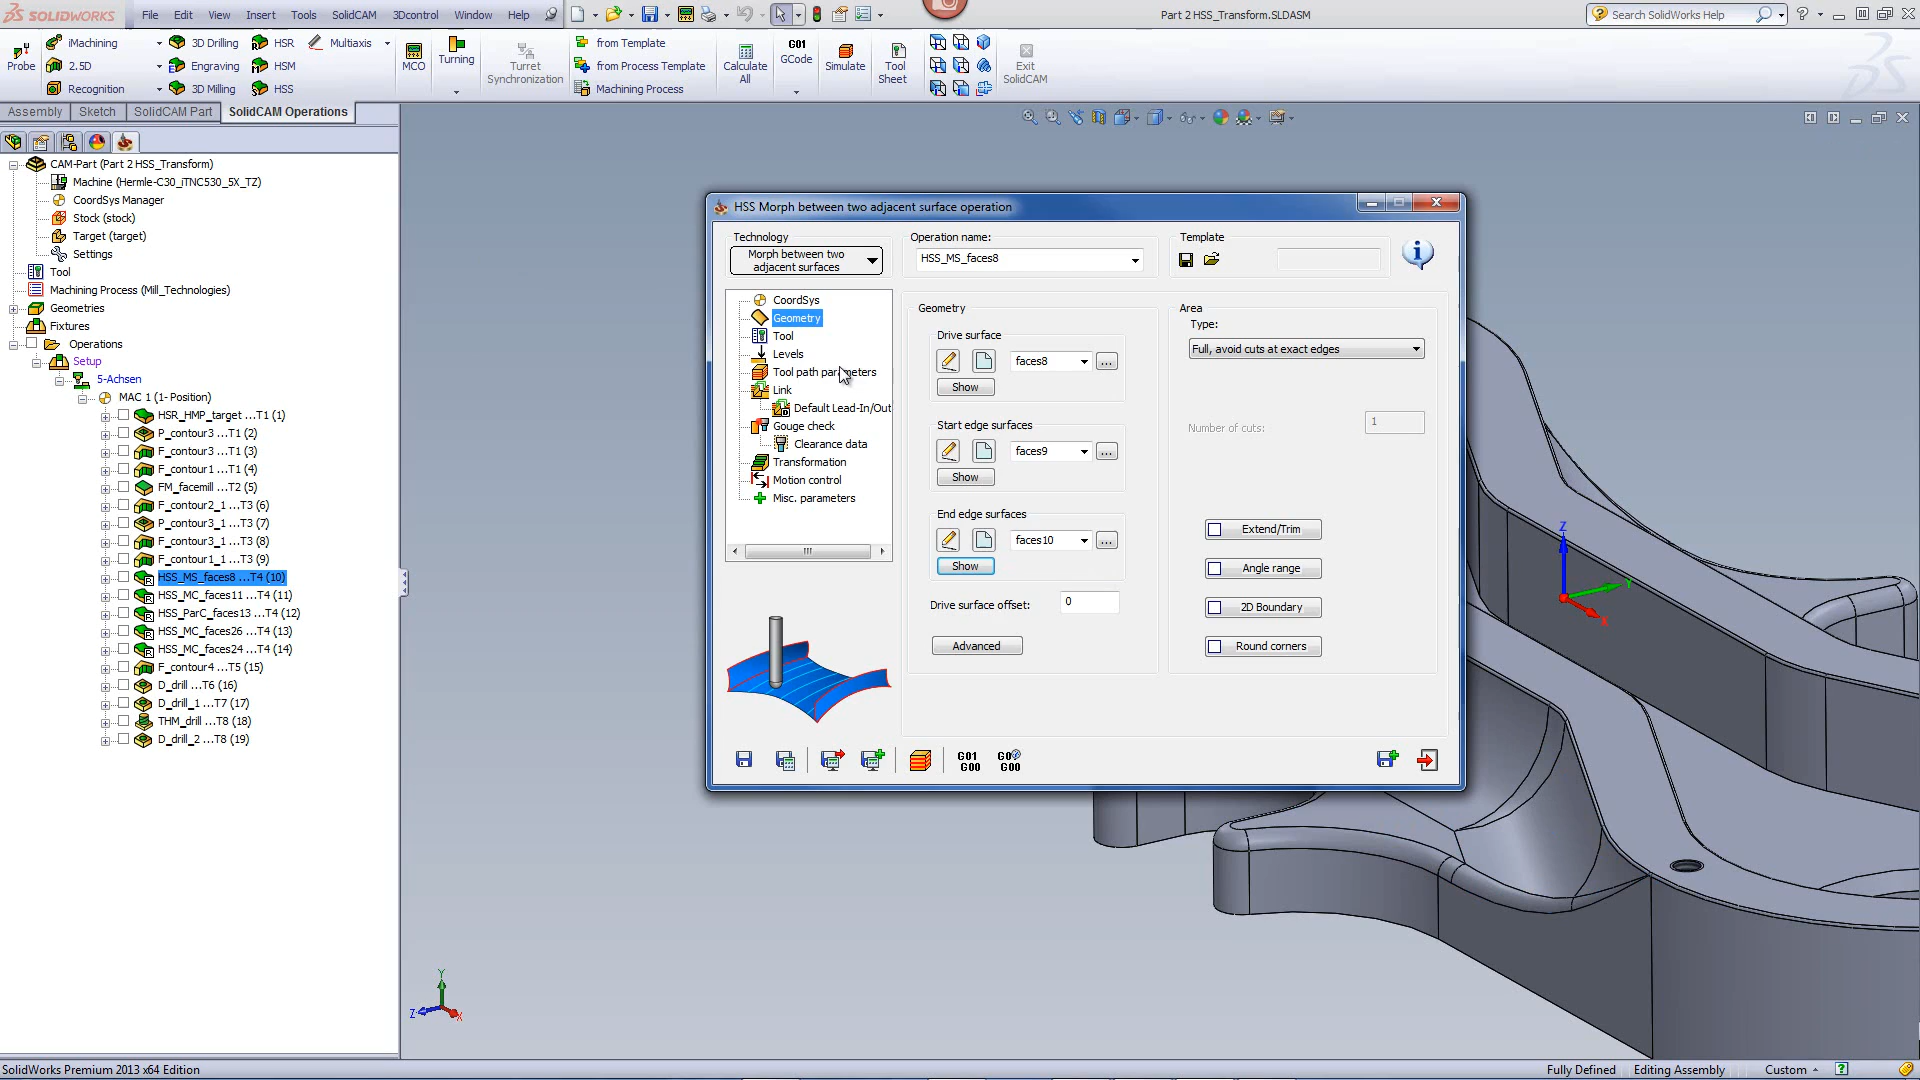 SOLIDWORKS File Edit View Insert Tools SolidCAM 3Dcontrol Window Help Part 2 HSS_Transform.SLDASM Search SolidWorks Help
iMachining 3D Drilling HSR Multiaxis from Template
Probe 2.5D Engraving HSM MCO Turning Turret Synchronization from Process Template Calculate All G01 GCode Simulate Tool Sheet Exit SolidCAM
Recognition 3D Milling HSS Machining Process
Assembly Sketch SolidCAM Part SolidCAM Operations
CAM-Part (Part 2 HSS_Transform)
Machine (Hermle-C30_iTNC530_5X_TZ)
CoordSys Manager
Stock (stock)
Target (target)
Settings
Tool
Machining Process (Mill_Technologies)
Geometries
Fixtures
Operations
Setup
5-Achsen
MAC 1 (1- Position)
HSR_HMP_target ...T1 (1)
P_contour3 ...T1 (2)
F_contour3 ...T1 (3)
F_contour1 ...T1 (4)
FM_facemill ...T2 (5)
F_contour2_1 ...T3 (6)
P_contour3_1 ...T3 (7)
F_contour3_1 ...T3 (8)
F_contour1_1 ...T3 (9)
HSS_MS_faces8 ...T4 (10)
HSS_MC_faces11 ...T4 (11)
HSS_ParC_faces13 ...T4 (12)
HSS_MC_faces26 ...T4 (13)
HSS_MC_faces24 ...T4 (14)
F_contour4 ...T5 (15)
D_drill ...T6 (16)
D_drill_1 ...T7 (17)
THM_drill ...T8 (18)
D_drill_2 ...T8 (19)
HSS Morph between two adjacent surface operation
Technology
Morph between two
adjacent surfaces
Operation name:
HSS_MS_faces8
Template
CoordSys
Geometry
Tool
Levels
Tool path parameters
Link
Default Lead-In/Out
Gouge check
Clearance data
Transformation
Motion control
Misc. parameters
Geometry
Drive surface
faces8
Show
Start edge surfaces
faces9
Show
End edge surfaces
faces10
Show
Drive surface offset: 0
Advanced
Area
Type:
Full, avoid cuts at exact edges
Number of cuts: 1
Extend/Trim
Angle range
2D Boundary
Round corners
G01 G00
G00
Z Y X
Y Z X
SolidWorks Premium 2013 x64 Edition Fully Defined Editing Assembly Custom